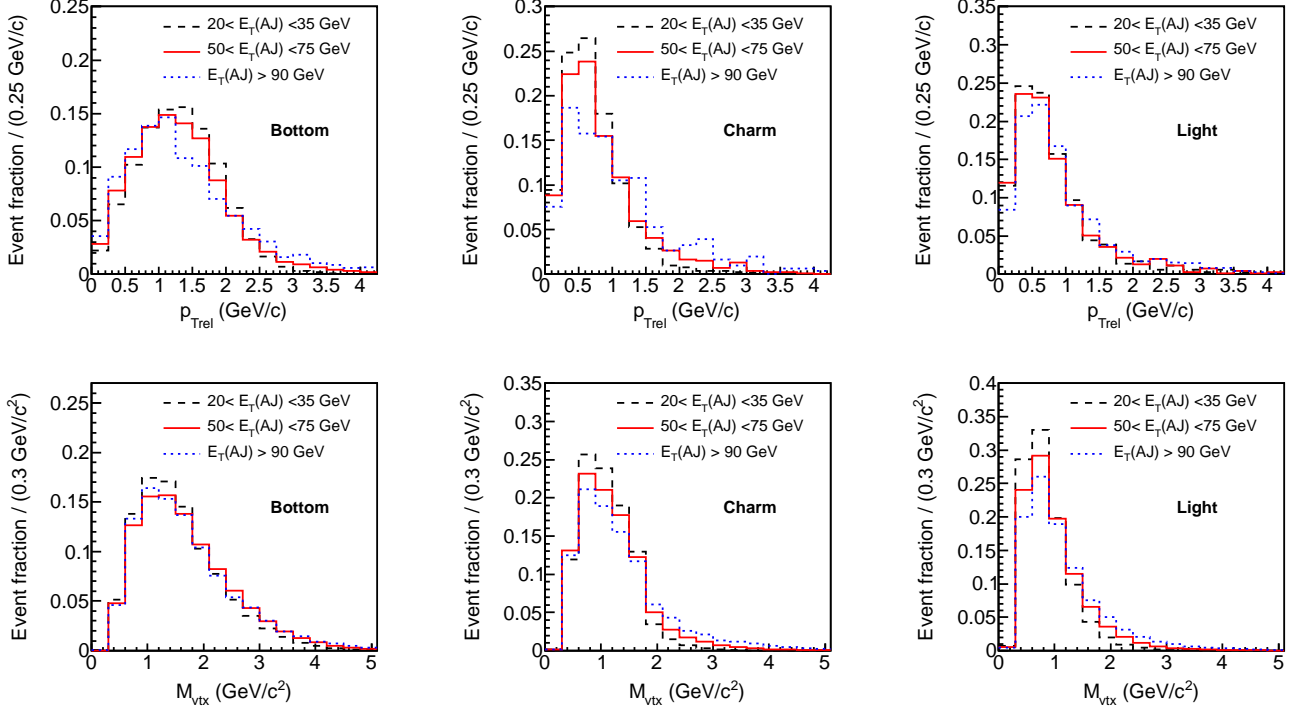 Event fraction / (0.25 GeV/c)
0.25
0.2
0.15
0.1
0.05
0
20< E_T(AJ) <35 GeV
50< E_T(AJ) <75 GeV
E_T(AJ) > 90 GeV
Bottom
0 0.5 1 1.5 2 2.5 3 3.5 4
p_Trel (GeV/c)
Event fraction / (0.25 GeV/c)
0.3
0.25
0.2
0.15
0.1
0.05
0
20< E_T(AJ) <35 GeV
50< E_T(AJ) <75 GeV
E_T(AJ) > 90 GeV
Charm
0 0.5 1 1.5 2 2.5 3 3.5 4
p_Trel (GeV/c)
Event fraction / (0.25 GeV/c)
0.35
0.3
0.25
0.2
0.15
0.1
0.05
0
20< E_T(AJ) <35 GeV
50< E_T(AJ) <75 GeV
E_T(AJ) > 90 GeV
Light
0 0.5 1 1.5 2 2.5 3 3.5 4
p_Trel (GeV/c)
Event fraction / (0.3 GeV/c²)
0.25
0.2
0.15
0.1
0.05
0
20< E_T(AJ) <35 GeV
50< E_T(AJ) <75 GeV
E_T(AJ) > 90 GeV
Bottom
0 1 2 3 4 5
M_vtx (GeV/c²)
Event fraction / (0.3 GeV/c²)
0.35
0.3
0.25
0.2
0.15
0.1
0.05
0
20< E_T(AJ) <35 GeV
50< E_T(AJ) <75 GeV
E_T(AJ) > 90 GeV
Charm
0 1 2 3 4 5
M_vtx (GeV/c²)
Event fraction / (0.3 GeV/c²)
0.4
0.35
0.3
0.25
0.2
0.15
0.1
0.05
0
20< E_T(AJ) <35 GeV
50< E_T(AJ) <75 GeV
E_T(AJ) > 90 GeV
Light
0 1 2 3 4 5
M_vtx (GeV/c²)